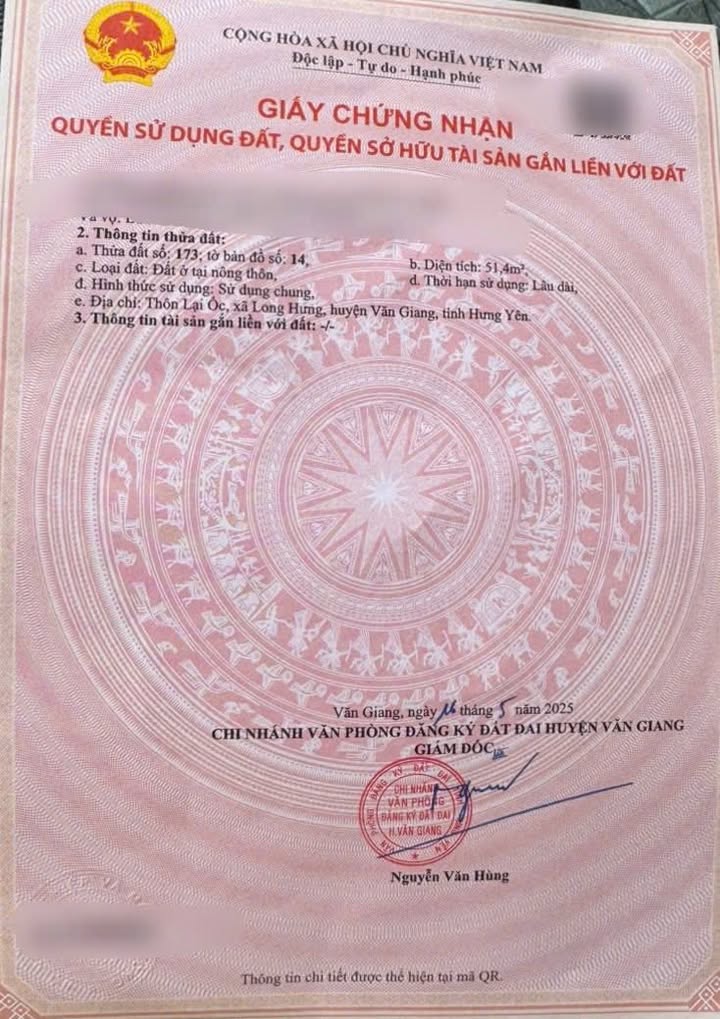 CỘNG HÒA XÃ HỘI CHỦ NGHĨA VIỆT NAM
Độc lập - Tự do - Hạnh phúc
GIẤY CHỨNG NHẬN
QUYỀN SỬ DỤNG ĐẤT, QUYỀN SỞ HỮU TÀI SẢN GẮN LIỀN VỚI ĐẤT
2. Thông tin thửa đất:
a. Thửa đất số: 173; tờ bản đồ số: 14, b. Diện tích: 51,4m²,
c. Loại đất: Đất ở tại nông thôn, d. Thời hạn sử dụng: Lâu dài,
đ. Hình thức sử dụng: Sử dụng chung,
e. Địa chỉ: Thôn Lại Ốc, xã Long Hưng, huyện Văn Giang, tỉnh Hưng Yên.
3. Thông tin tài sản gắn liền với đất: -/-
Văn Giang, ngày 16 tháng 5 năm 2025
CHI NHÁNH VĂN PHÒNG ĐĂNG KÝ ĐẤT ĐAI HUYỆN VĂN GIANG
GIÁM ĐỐC
CHI NHÁNH
VĂN PHÒNG
ĐĂNG KÝ ĐẤT ĐAI
H.VĂN GIANG
Nguyễn Văn Hùng
Thông tin chi tiết được thể hiện tại mã QR.